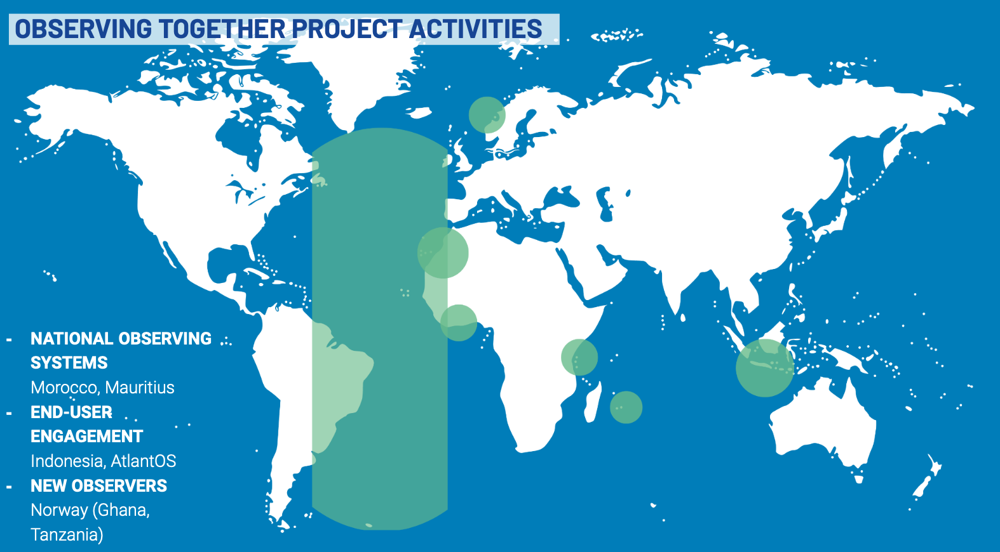 OBSERVING TOGETHER PROJECT ACTIVITIES
- NATIONAL OBSERVING
SYSTEMS
Morocco, Mauritius
- END-USER
ENGAGEMENT
Indonesia, AtlantOS
- NEW OBSERVERS
Norway (Ghana,
Tanzania)